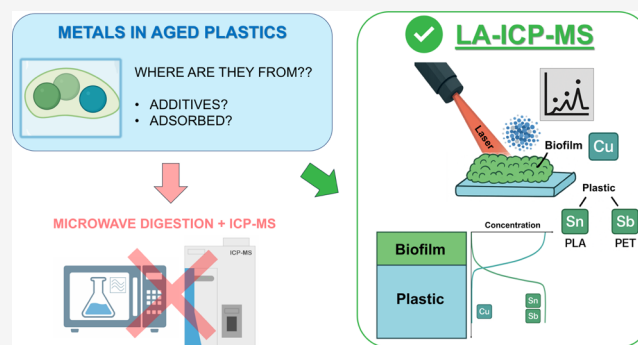 METALS IN AGED PLASTICS
WHERE ARE THEY FROM??
• ADDITIVES?
• ADSORBED?
MICROWAVE DIGESTION + ICP-MS
ICP-MS
LA-ICP-MS
Laser
Biofilm
Cu
Plastic
Sn
Sb
PLA
PET
Concentration
Biofilm
Plastic
Cu
Sn
Sb